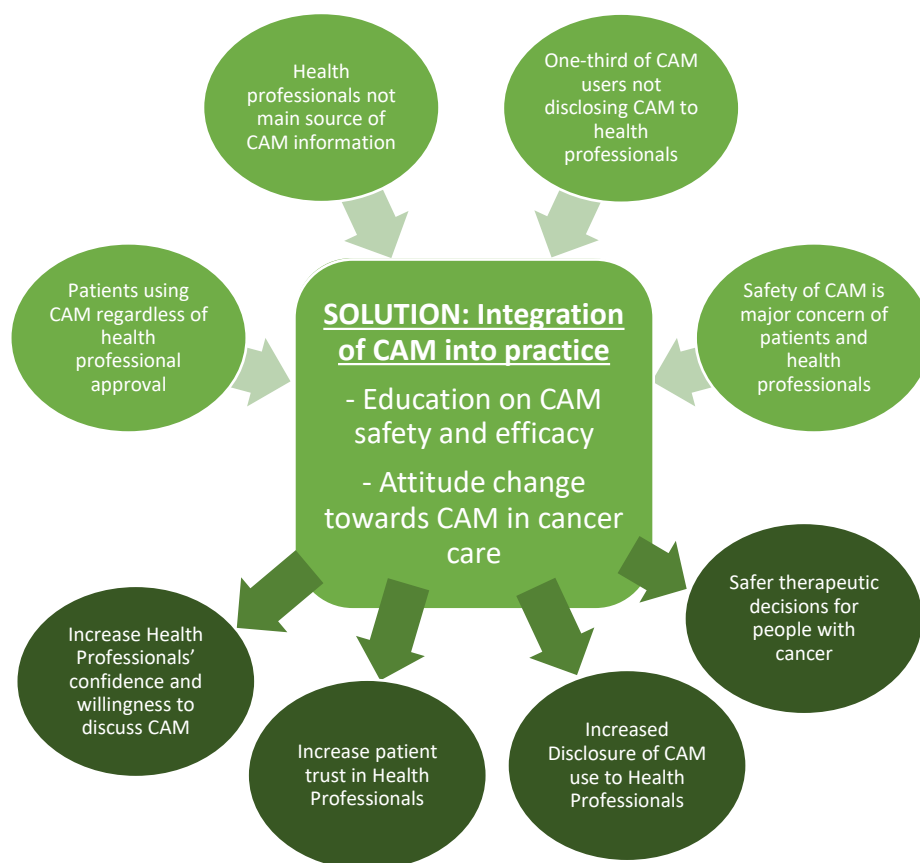 Health
professionals not
main source of
CAM information
One-third of CAM
users not
disclosing CAM to
health
professionals
Patients using
CAM regardless of
health
professional
approval
SOLUTION: Integration
of CAM into practice
- Education on CAM
safety and efficacy
- Attitude change
towards CAM in cancer
care
Safety of CAM is
major concern of
patients and
health
professionals
Increase Health
Professionals’
confidence and
willingness to
discuss CAM
Increase patient
trust in Health
Professionals
Increased
Disclosure of CAM
use to Health
Professionals
Safer therapeutic
decisions for
people with
cancer